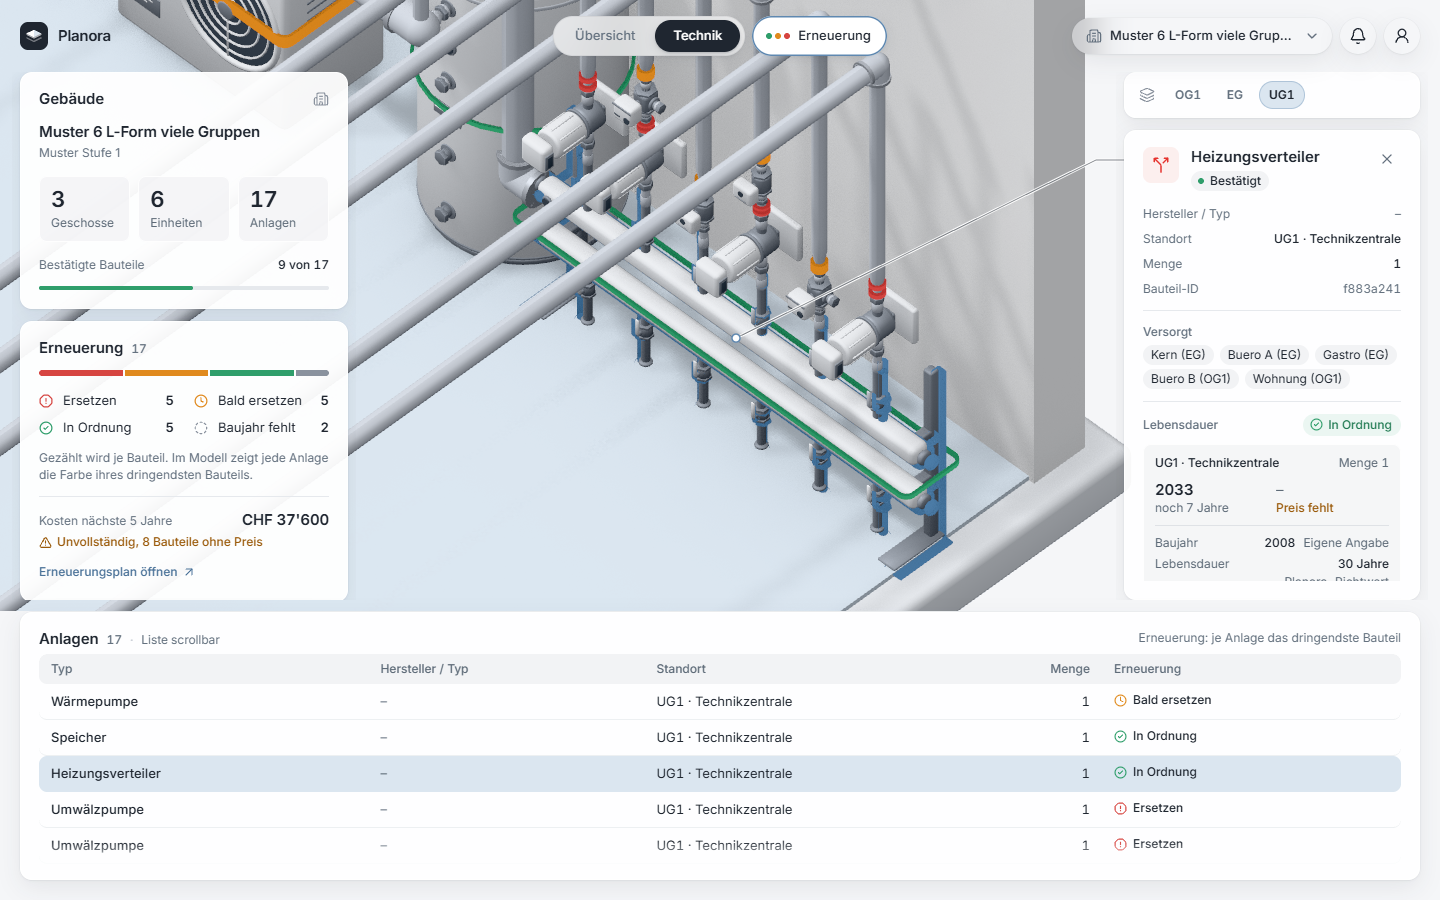 Planora
Übersicht
Technik
Erneuerung
Muster 6 L-Form viele Grup...
Gebäude
Muster 6 L-Form viele Gruppen
Muster Stufe 1
3
Geschosse
6
Einheiten
17
Anlagen
Bestätigte Bauteile 9 von 17
Erneuerung 17
Ersetzen 5
Bald ersetzen 5
In Ordnung 5
Baujahr fehlt 2
Gezählt wird je Bauteil. Im Modell zeigt jede Anlage
die Farbe ihres dringendsten Bauteils.
Kosten nächste 5 Jahre CHF 37'600
Unvollständig, 8 Bauteile ohne Preis
Erneuerungsplan öffnen
OG1 EG UG1
Heizungsverteiler
Bestätigt
Hersteller / Typ –
Standort UG1 · Technikzentrale
Menge 1
Bauteil-ID f883a241
Versorgt
Kern (EG) Buero A (EG) Gastro (EG)
Buero B (OG1) Wohnung (OG1)
Lebensdauer In Ordnung
UG1 · Technikzentrale Menge 1
2033 –
noch 7 Jahre Preis fehlt
Baujahr 2008 Eigene Angabe
Lebensdauer 30 Jahre
Planora-Richtwert
Anlagen 17 · Liste scrollbar
Erneuerung: je Anlage das dringendste Bauteil
Typ Hersteller / Typ Standort Menge Erneuerung
Wärmepumpe – UG1 · Technikzentrale 1 Bald ersetzen
Speicher – UG1 · Technikzentrale 1 In Ordnung
Heizungsverteiler – UG1 · Technikzentrale 1 In Ordnung
Umwälzpumpe – UG1 · Technikzentrale 1 Ersetzen
Umwälzpumpe – UG1 · Technikzentrale 1 Ersetzen